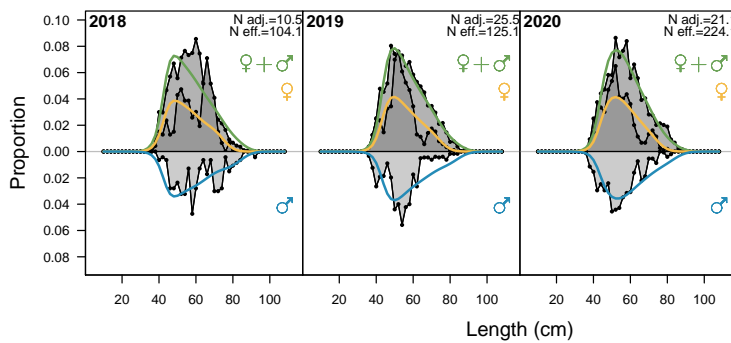 2018
N adj.=10.5
N eff.=104.1
♀+♂
♀
♂
2019
N adj.=25.5
N eff.=125.1
♀+♂
♀
♂
2020
N adj.=21.
N eff.=224.
♀+♂
♀
♂
Proportion
0.10
0.08
0.06
0.04
0.02
0.00
0.02
0.04
0.06
0.08
20 40 60 80 100
20 40 60 80 100
20 40 60 80 100
Length (cm)